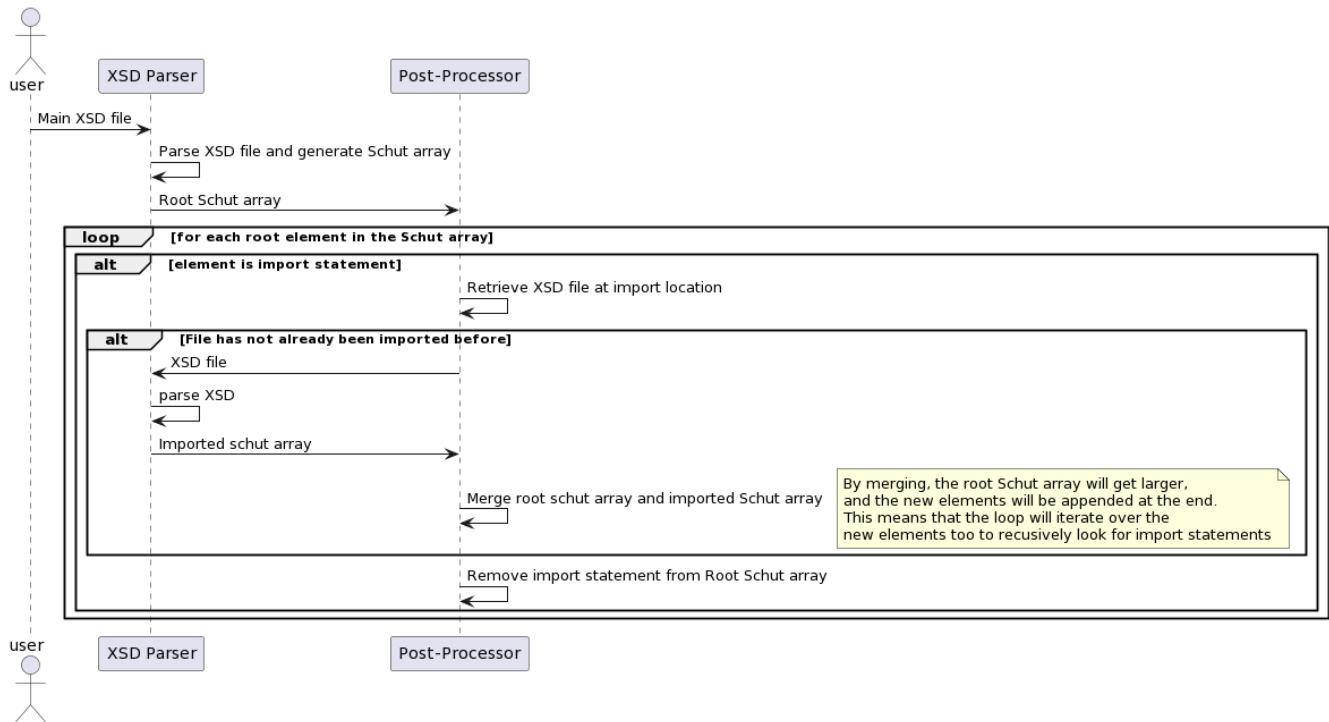 user
XSD Parser
Post-Processor
Main XSD file
Parse XSD file and generate Schut array
Root Schut array
loop
[for each root element in the Schut array]
alt
[element is import statement]
Retrieve XSD file at import location
alt
[File has not already been imported before]
XSD file
parse XSD
Imported schut array
Merge root schut array and imported Schut array
By merging, the root Schut array will get larger,
and the new elements will be appended at the end.
This means that the loop will iterate over the
new elements too to recusively look for import statements
Remove import statement from Root Schut array
user
XSD Parser
Post-Processor